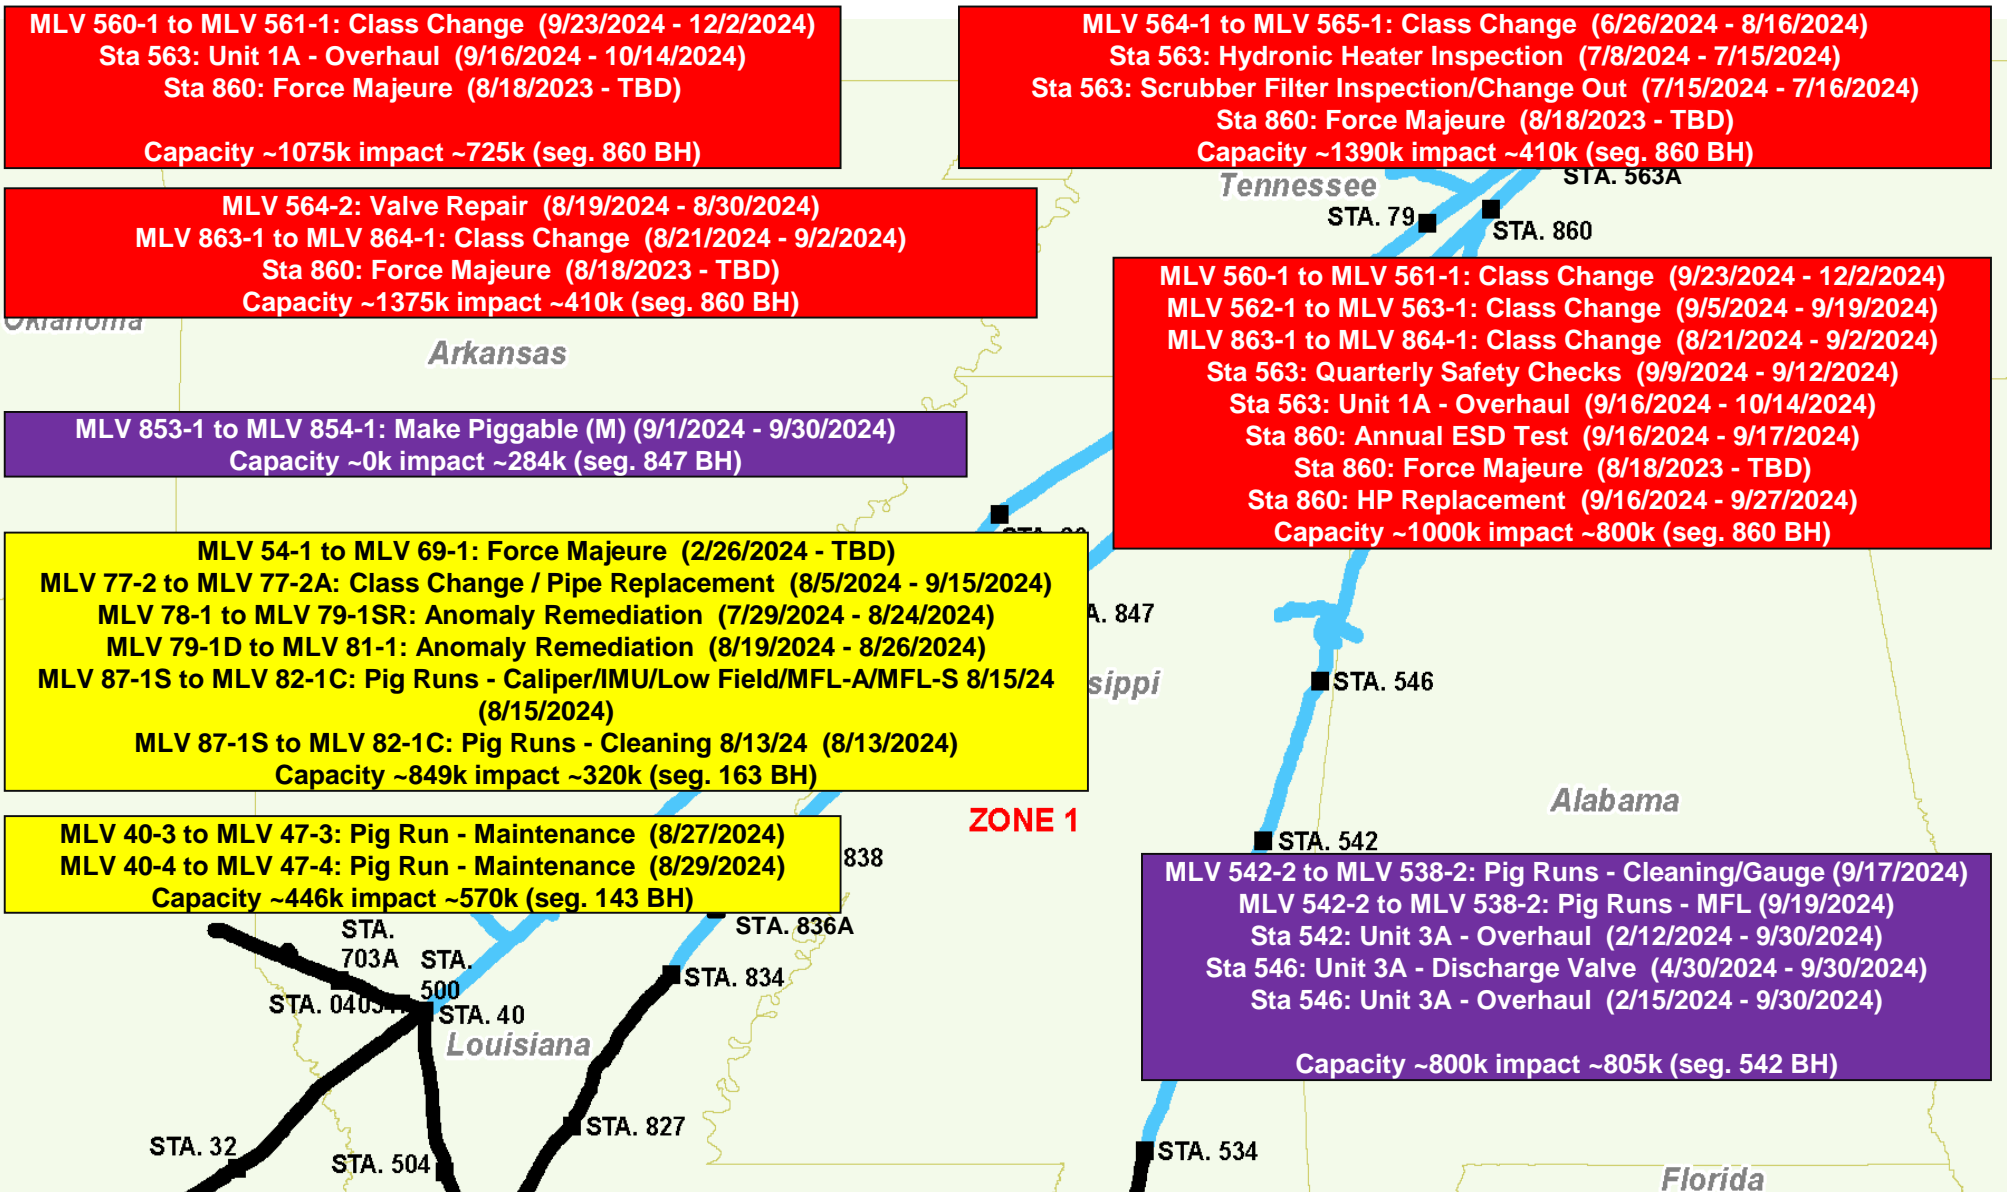 MLV 560-1 to MLV 561-1: Class Change (9/23/2024 - 12/2/2024)
Sta 563: Unit 1A - Overhaul (9/16/2024 - 10/14/2024)
Sta 860: Force Majeure (8/18/2023 - TBD)
Capacity ~1075k impact ~725k (seg. 860 BH)
MLV 564-1 to MLV 565-1: Class Change (6/26/2024 - 8/16/2024)
Sta 563: Hydronic Heater Inspection (7/8/2024 - 7/15/2024)
Sta 563: Scrubber Filter Inspection/Change Out (7/15/2024 - 7/16/2024)
Sta 860: Force Majeure (8/18/2023 - TBD)
Capacity ~1390k impact ~410k (seg. 860 BH)
Tennessee
STA. 563A
STA. 79
STA. 860
MLV 564-2: Valve Repair (8/19/2024 - 8/30/2024)
MLV 863-1 to MLV 864-1: Class Change (8/21/2024 - 9/2/2024)
Sta 860: Force Majeure (8/18/2023 - TBD)
Capacity ~1375k impact ~410k (seg. 860 BH)
Oklahoma
Arkansas
MLV 560-1 to MLV 561-1: Class Change (9/23/2024 - 12/2/2024)
MLV 562-1 to MLV 563-1: Class Change (9/5/2024 - 9/19/2024)
MLV 863-1 to MLV 864-1: Class Change (8/21/2024 - 9/2/2024)
Sta 563: Quarterly Safety Checks (9/9/2024 - 9/12/2024)
Sta 563: Unit 1A - Overhaul (9/16/2024 - 10/14/2024)
Sta 860: Annual ESD Test (9/16/2024 - 9/17/2024)
Sta 860: Force Majeure (8/18/2023 - TBD)
Sta 860: HP Replacement (9/16/2024 - 9/27/2024)
Capacity ~1000k impact ~800k (seg. 860 BH)
MLV 853-1 to MLV 854-1: Make Piggable (M) (9/1/2024 - 9/30/2024)
Capacity ~0k impact ~284k (seg. 847 BH)
MLV 54-1 to MLV 69-1: Force Majeure (2/26/2024 - TBD)
MLV 77-2 to MLV 77-2A: Class Change / Pipe Replacement (8/5/2024 - 9/15/2024)
MLV 78-1 to MLV 79-1SR: Anomaly Remediation (7/29/2024 - 8/24/2024)
MLV 79-1D to MLV 81-1: Anomaly Remediation (8/19/2024 - 8/26/2024)
MLV 87-1S to MLV 82-1C: Pig Runs - Caliper/IMU/Low Field/MFL-A/MFL-S 8/15/24
(8/15/2024)
MLV 87-1S to MLV 82-1C: Pig Runs - Cleaning 8/13/24 (8/13/2024)
Capacity ~849k impact ~320k (seg. 163 BH)
A. 847
sippi
STA. 546
ZONE 1
Alabama
STA. 542
MLV 40-3 to MLV 47-3: Pig Run - Maintenance (8/27/2024)
MLV 40-4 to MLV 47-4: Pig Run - Maintenance (8/29/2024)
Capacity ~446k impact ~570k (seg. 143 BH)
838
MLV 542-2 to MLV 538-2: Pig Runs - Cleaning/Gauge (9/17/2024)
MLV 542-2 to MLV 538-2: Pig Runs - MFL (9/19/2024)
Sta 542: Unit 3A - Overhaul (2/12/2024 - 9/30/2024)
Sta 546: Unit 3A - Discharge Valve (4/30/2024 - 9/30/2024)
Sta 546: Unit 3A - Overhaul (2/15/2024 - 9/30/2024)
Capacity ~800k impact ~805k (seg. 542 BH)
STA. 836A
STA.
703A
STA.
500
STA. 834
STA.
STA. 40
Louisiana
STA. 827
STA. 32
STA. 504
STA. 534
Florida